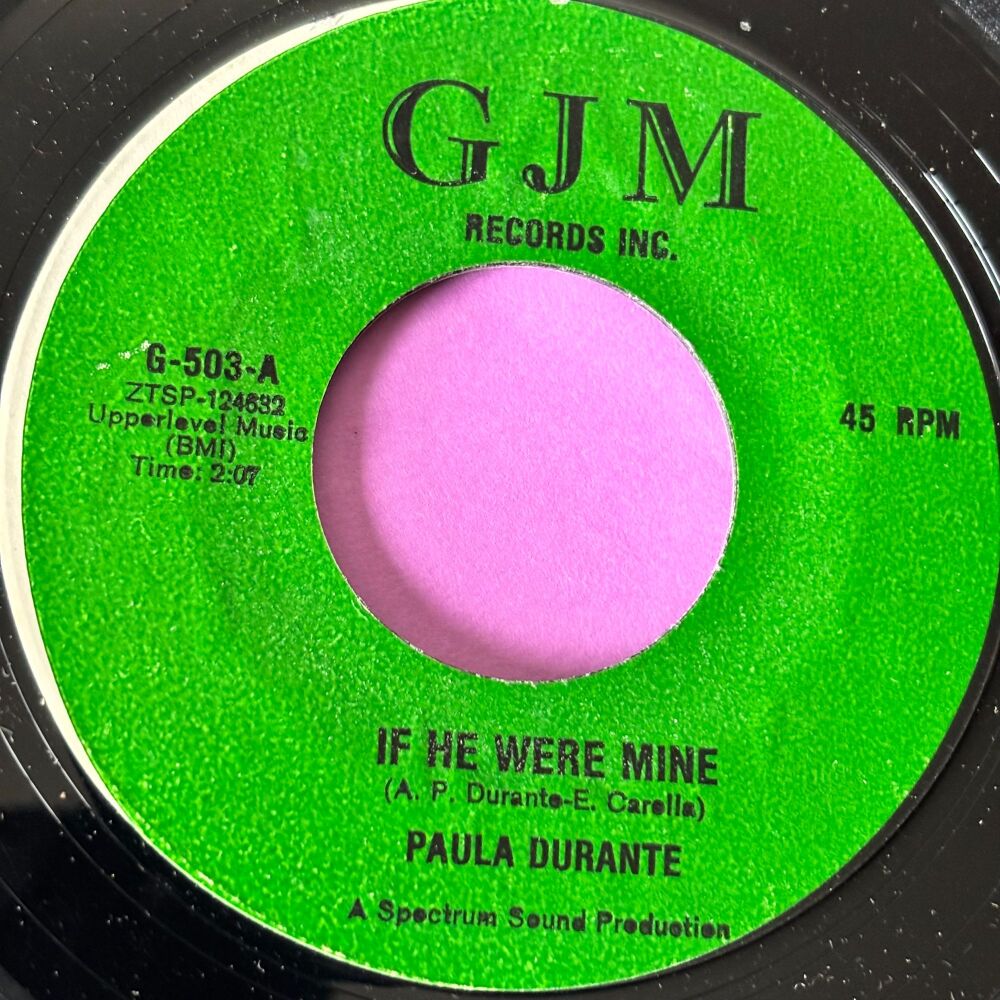 GJM
RECORDS INC.
G-503-A
ZTSP-124632
Upperlevel Music
(BMI)
Time: 2:07
45 RPM
IF HE WERE MINE
(A. P. Durante-E. Carella)
PAULA DURANTE
A Spectrum Sound Production